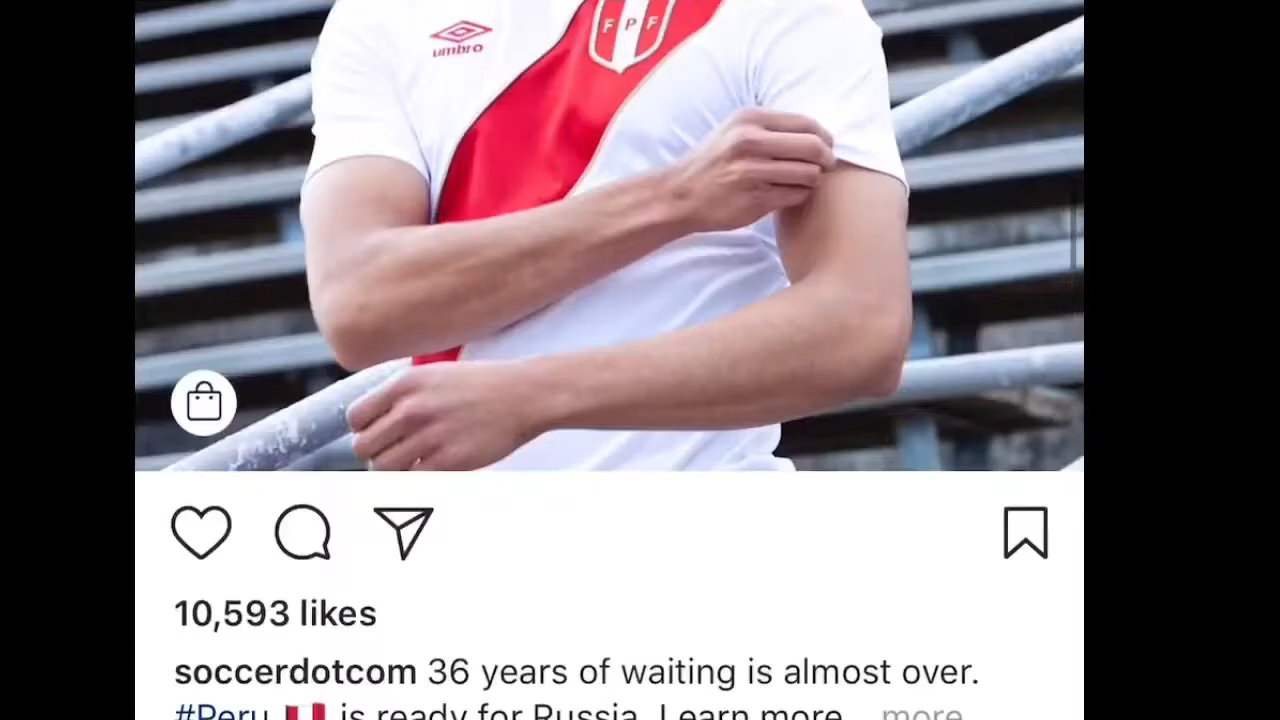 umbro
FPF
10,593 likes
soccerdotcom 36 years of waiting is almost over.
#Peru 🇵🇪 is ready for Russia. Learn more... more